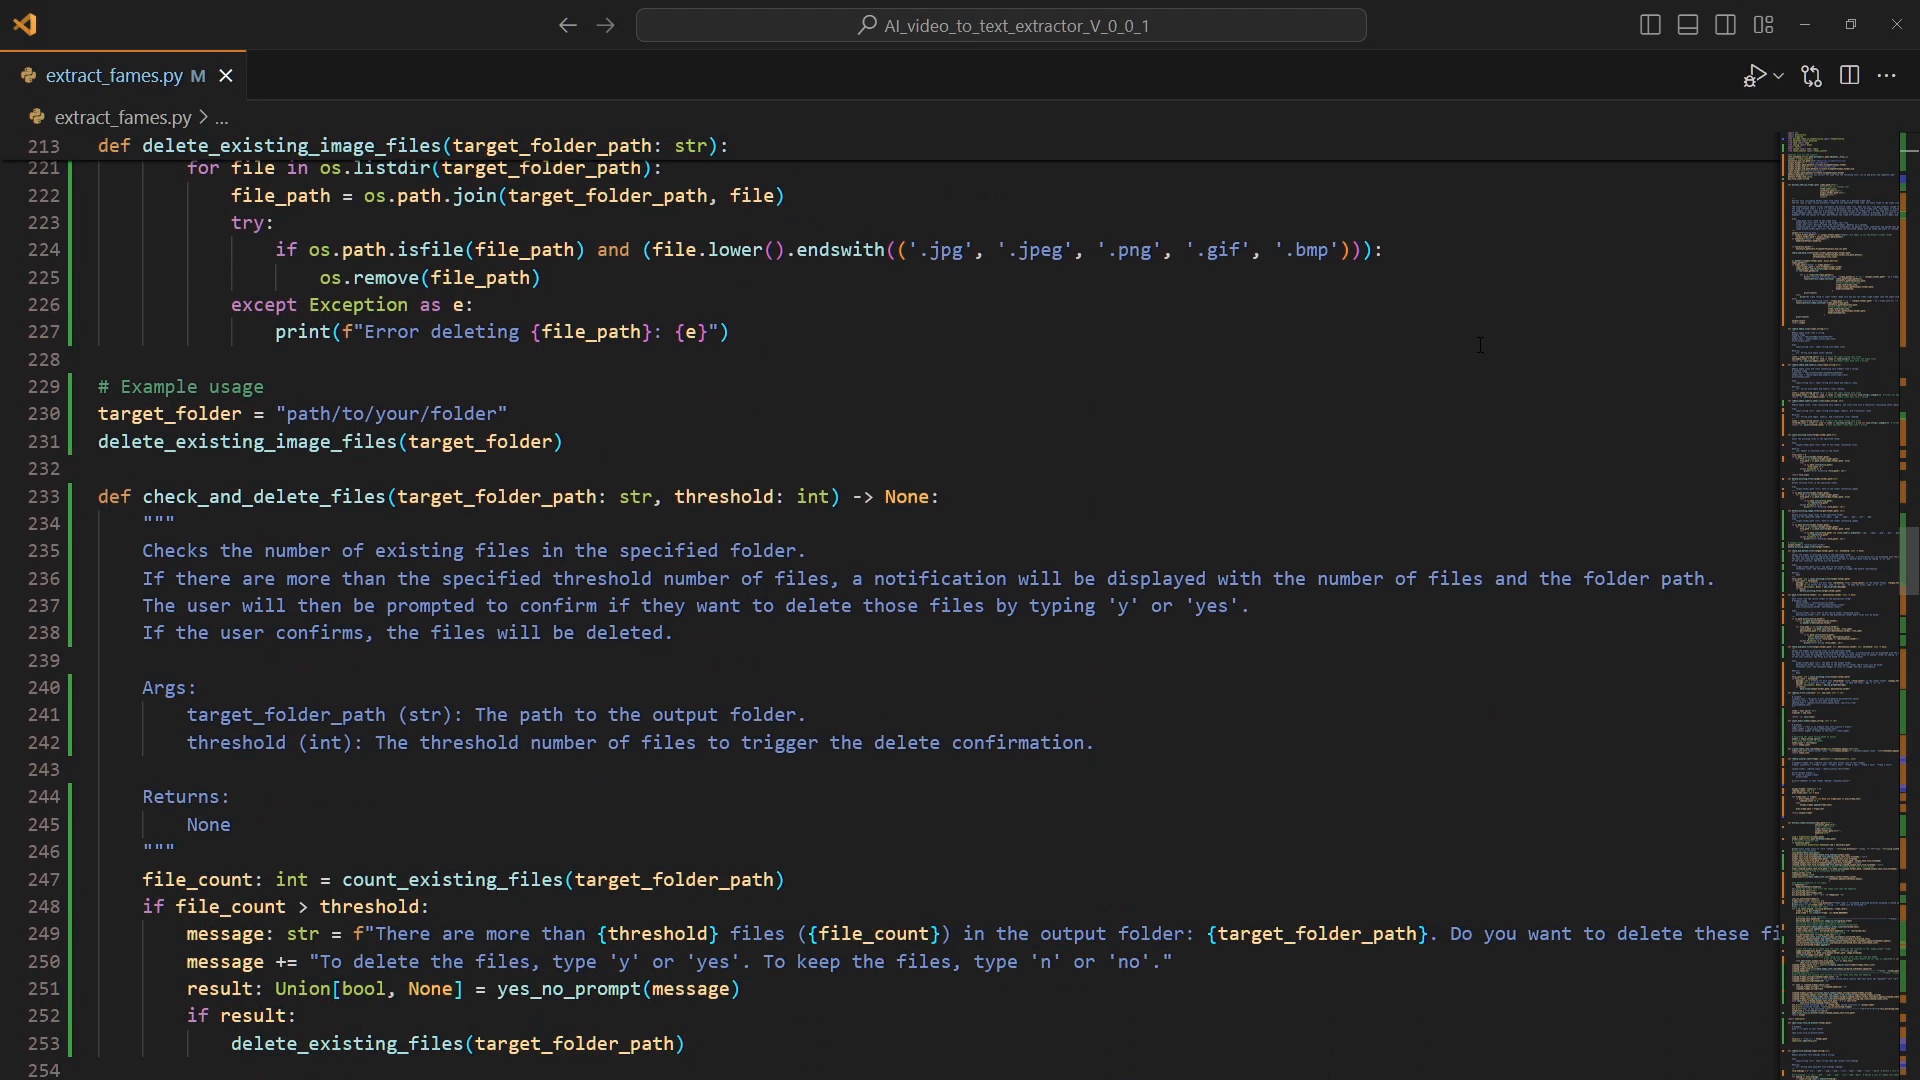 AI_video_to_text_extractor_V_0_0_1
extract_fames.py M
extract_fames.py > ...
213 def delete_existing_image_files(target_folder_path: str):
221 for file in os.listdir(target_folder_path):
222 file_path = os.path.join(target_folder_path, file)
223 try:
224 if os.path.isfile(file_path) and (file.lower().endswith(('.jpg', '.jpeg', '.png', '.gif', '.bmp'))):
225 os.remove(file_path)
226 except Exception as e:
227 print(f"Error deleting {file_path}: {e}")
228
229 # Example usage
230 target_folder = "path/to/your/folder"
231 delete_existing_image_files(target_folder)
232
233 def check_and_delete_files(target_folder_path: str, threshold: int) -> None:
234 """
235 Checks the number of existing files in the specified folder.
236 If there are more than the specified threshold number of files, a notification will be displayed with the number of files and the folder path.
237 The user will then be prompted to confirm if they want to delete those files by typing 'y' or 'yes'.
238 If the user confirms, the files will be deleted.
239
240 Args:
241 target_folder_path (str): The path to the output folder.
242 threshold (int): The threshold number of files to trigger the delete confirmation.
243
244 Returns:
245 None
246 """
247 file_count: int = count_existing_files(target_folder_path)
248 if file_count > threshold:
249 message: str = f"There are more than {threshold} files ({file_count}) in the output folder: {target_folder_path}. Do you want to delete these fi
250 message += "To delete the files, type 'y' or 'yes'. To keep the files, type 'n' or 'no'."
251 result: Union[bool, None] = yes_no_prompt(message)
252 if result:
253 delete_existing_files(target_folder_path)
254